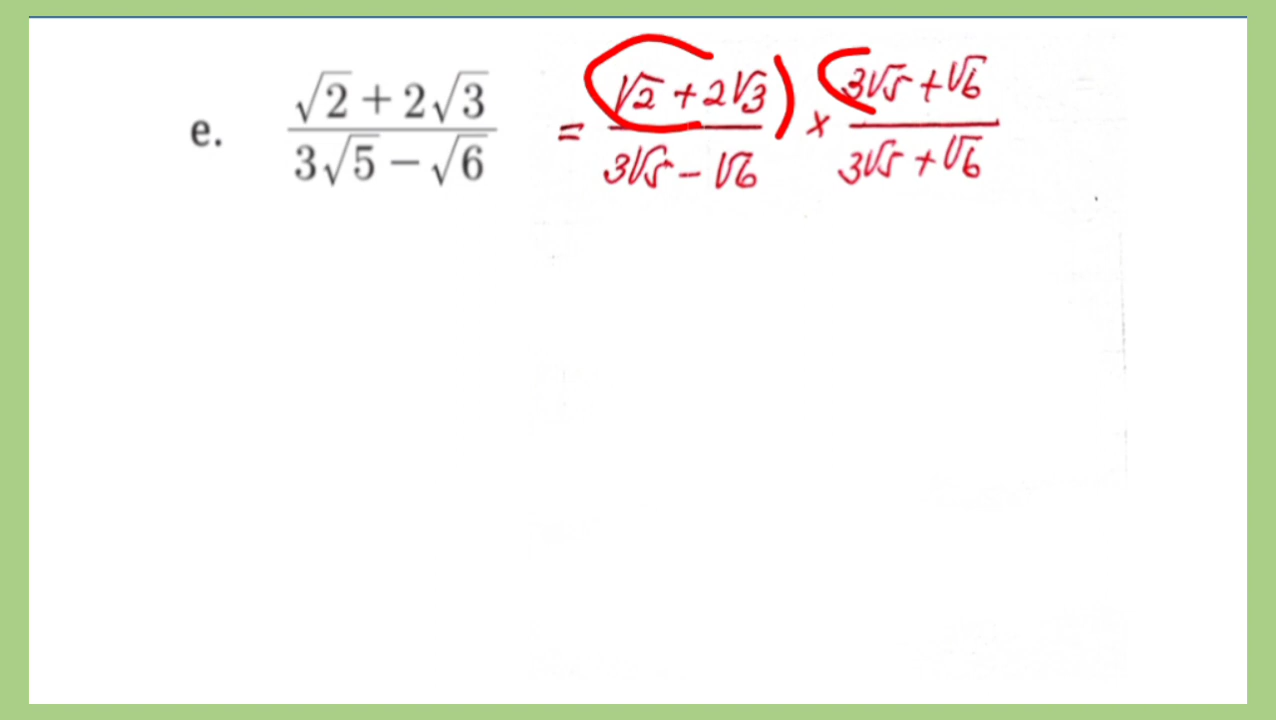 e. (√2 + 2√3)/(3√5 − √6) = (√2 + 2√3)/(3√5 − √6) × (3√5 + √6)/(3√5 + √6)